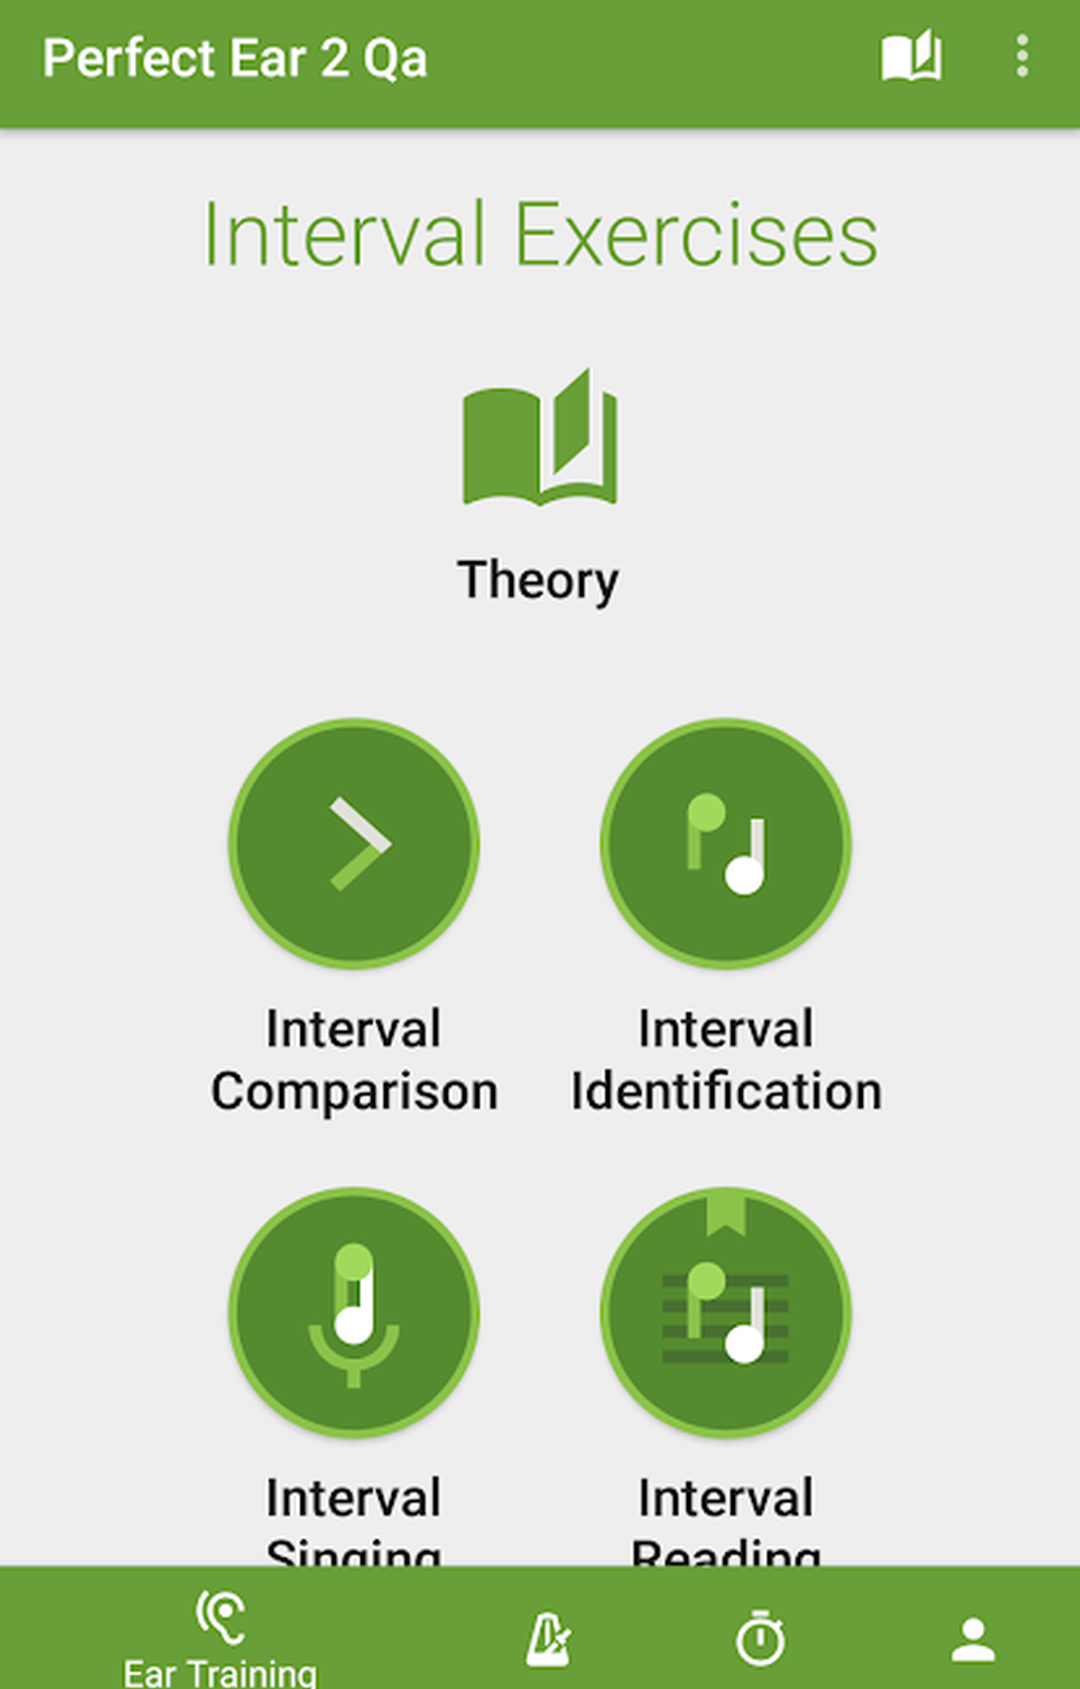 Perfect Ear 2 Qa
Interval Exercises
Theory
Interval
Comparison
Interval
Identification
Interval
Singing
Interval
Reading
Ear Training